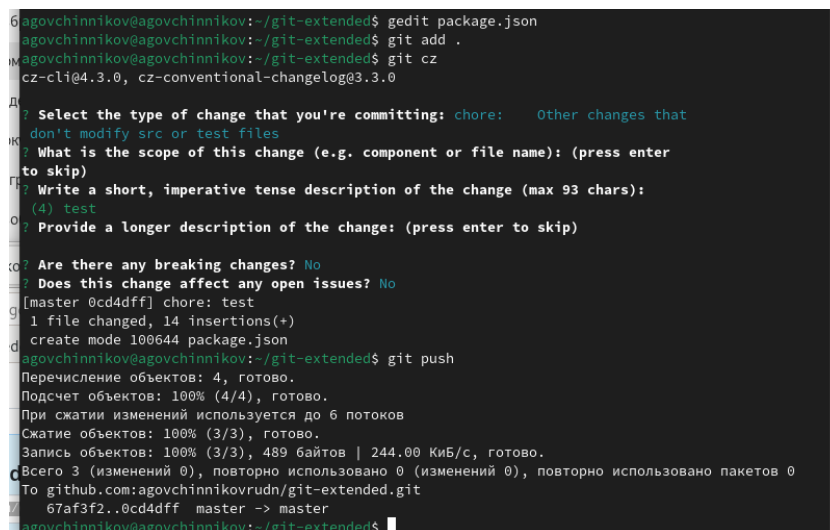 agovchinnikov@agovchinnikov:~/git-extended$ gedit package.json
agovchinnikov@agovchinnikov:~/git-extended$ git add .
agovchinnikov@agovchinnikov:~/git-extended$ git cz
cz-cli@4.3.0, cz-conventional-changelog@3.3.0
? Select the type of change that you're committing: chore:    Other changes that
don't modify src or test files
? What is the scope of this change (e.g. component or file name): (press enter
to skip)
? Write a short, imperative tense description of the change (max 93 chars):
(4) test
? Provide a longer description of the change: (press enter to skip)
? Are there any breaking changes? No
? Does this change affect any open issues? No
[master 0cd4dff] chore: test
1 file changed, 14 insertions(+)
create mode 100644 package.json
agovchinnikov@agovchinnikov:~/git-extended$ git push
Перечисление объектов: 4, готово.
Подсчет объектов: 100% (4/4), готово.
При сжатии изменений используется до 6 потоков
Сжатие объектов: 100% (3/3), готово.
Запись объектов: 100% (3/3), 489 байтов | 244.00 КиБ/с, готово.
Всего 3 (изменений 0), повторно использовано 0 (изменений 0), повторно использовано пакетов 0
To github.com:agovchinnikovrudn/git-extended.git
67af3f2..0cd4dff  master -> master
agovchinnikov@agovchinnikov:~/git-extended$